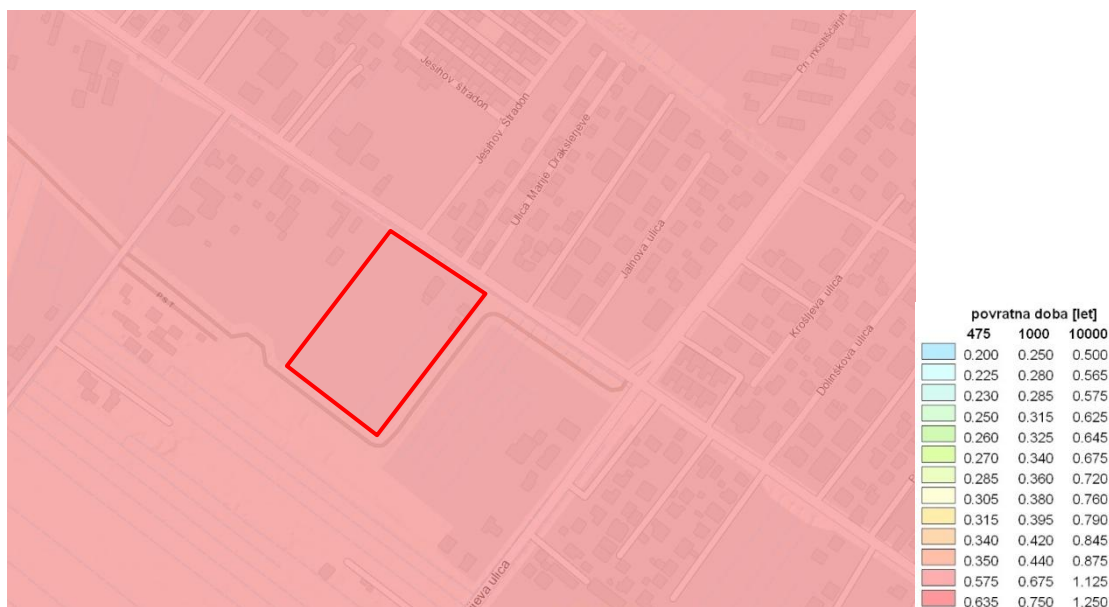 Pri mostiščarjih
Jesihov štradon
Jesihov Štradon
Ulica Marije Drakslerjeve
Jalnova ulica
PST
Krošljeva ulica
Dolinškova ulica
povratna doba [let]
475 1000 10000
0.200 0.250 0.500
0.225 0.280 0.565
0.230 0.285 0.575
0.250 0.315 0.625
0.260 0.325 0.645
0.270 0.340 0.675
0.285 0.360 0.720
0.305 0.380 0.760
0.315 0.395 0.790
0.340 0.420 0.845
0.350 0.440 0.875
0.575 0.675 1.125
0.635 0.750 1.250
ljeva ulica